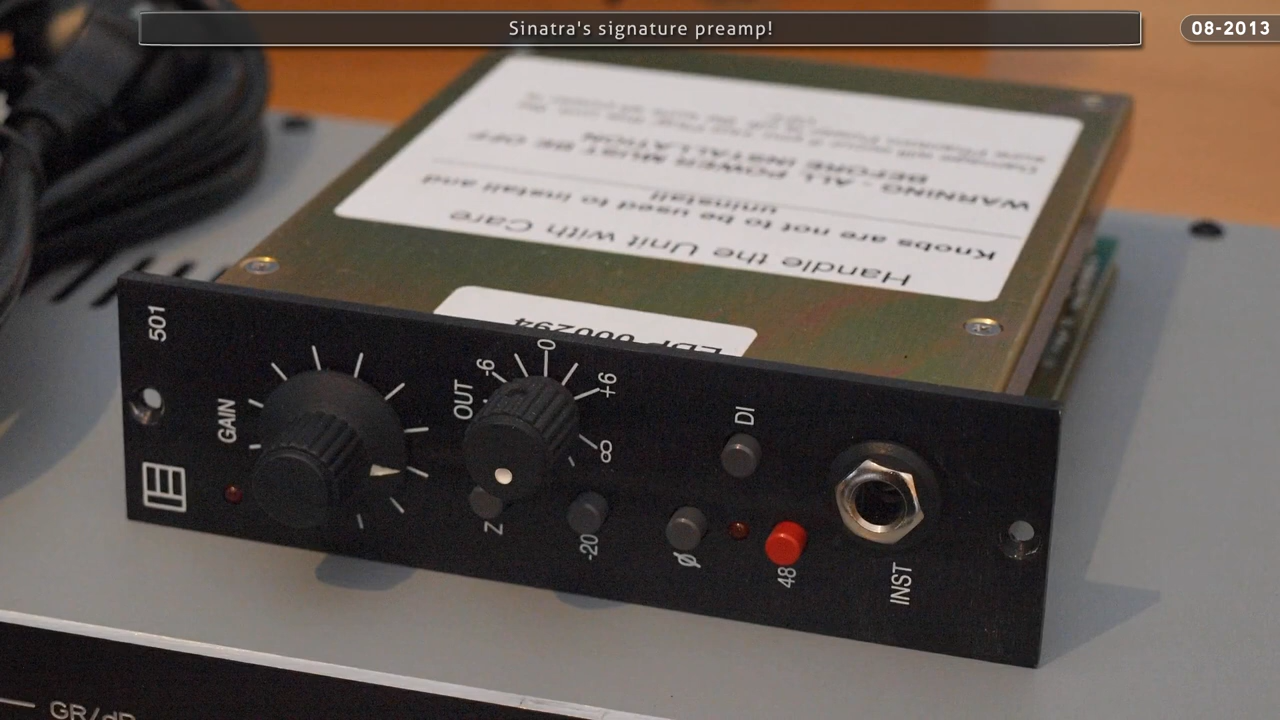 Sinatra's signature preamp!
08-2013
WARNING - ALL POWER MUST BE OFF
BEFORE INSTALLATION
Knobs are not to be used to install and
uninstall
Handle the Unit with Care
501
GAIN
OUT
-6
0
+6
∞
Z
-20
DI
Ø
48
INST
GR/dB